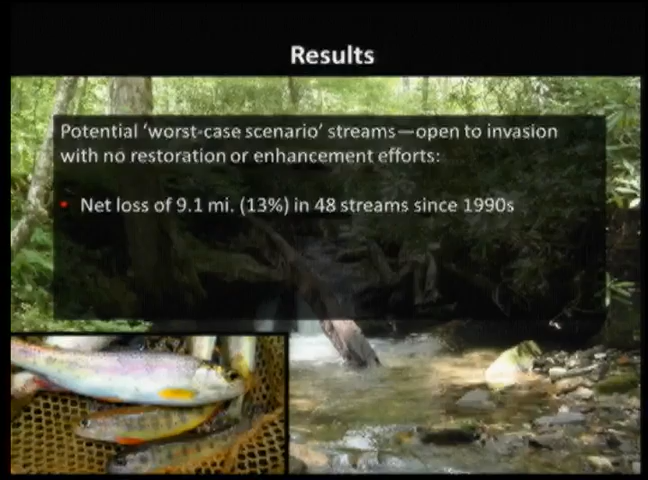 Results
Potential ‘worst-case scenario’ streams—open to invasion
with no restoration or enhancement efforts:
• Net loss of 9.1 mi. (13%) in 48 streams since 1990s